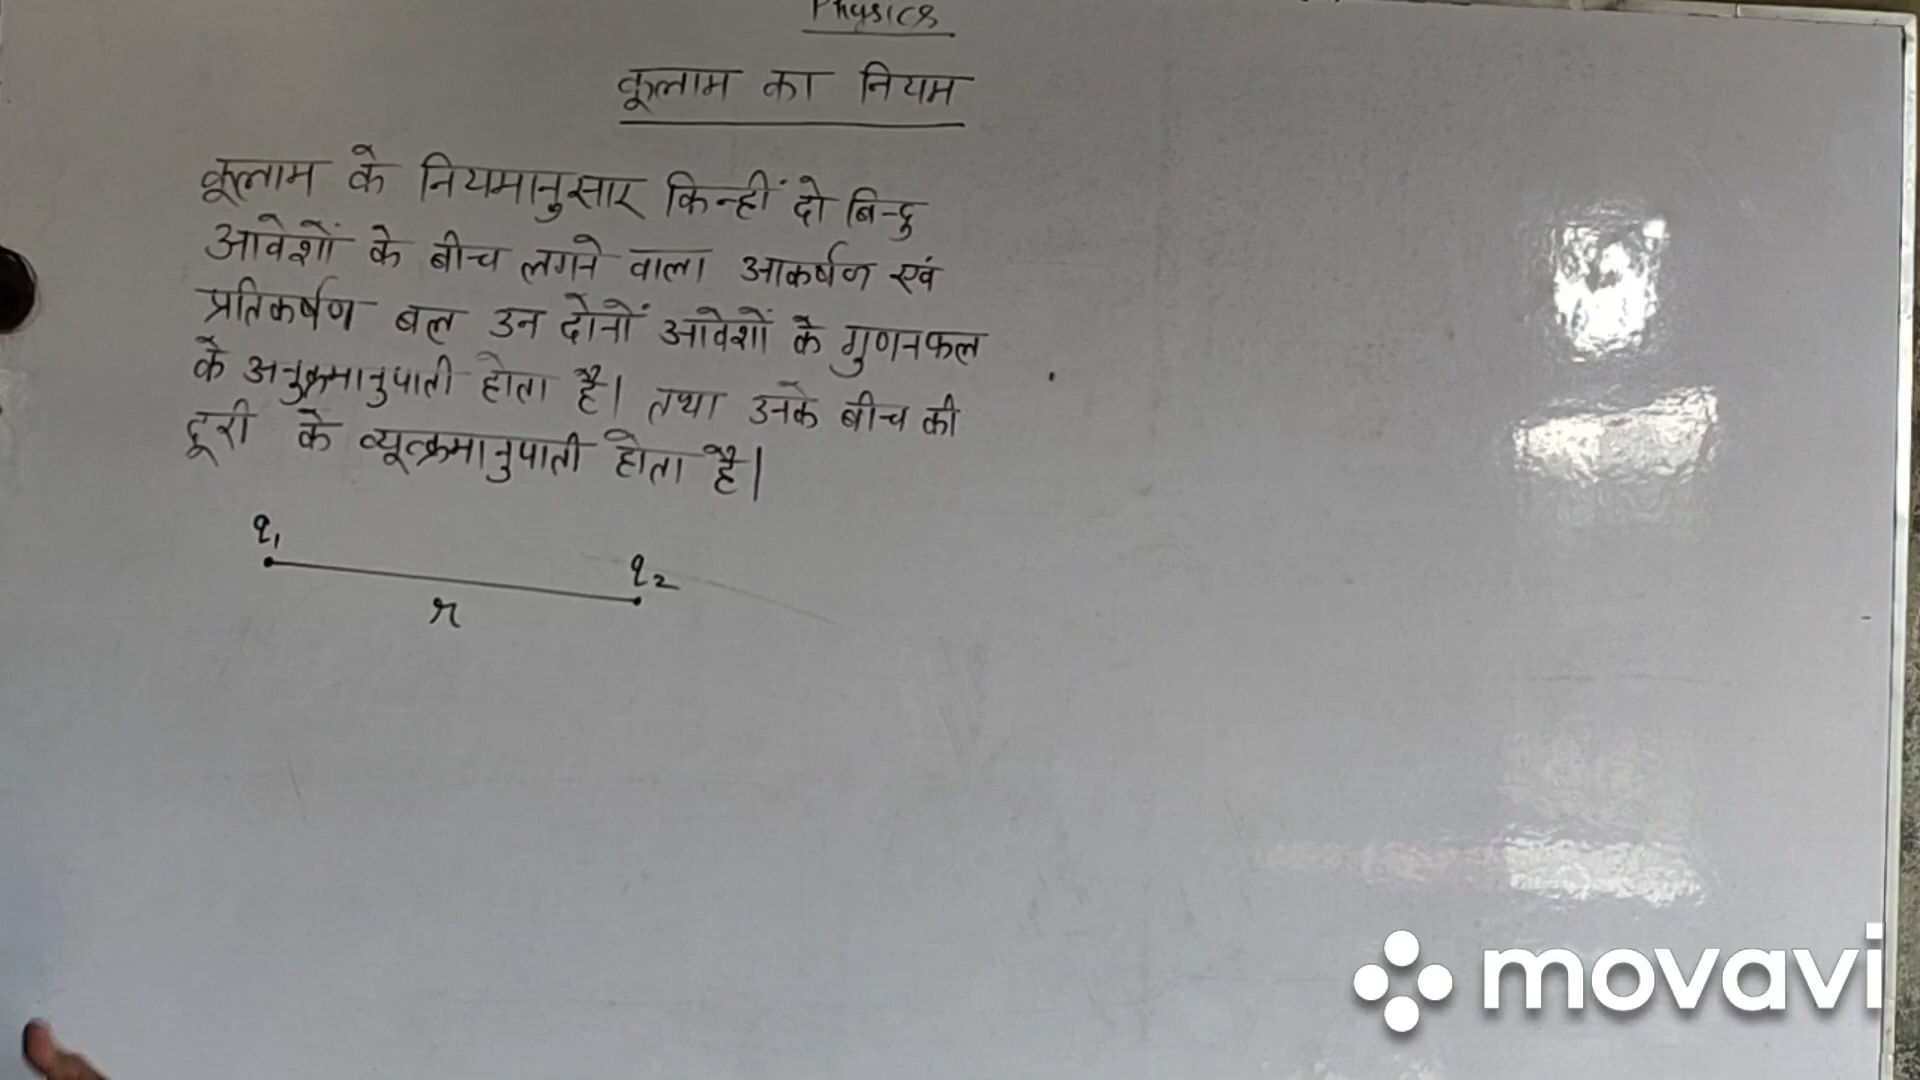 Physics
कूलाम का नियम
कूलाम के नियमानुसार किन्हीं दो बिन्दु
आवेशों के बीच लगने वाला आकर्षण एवं
प्रतिकर्षण बल उन दोनों आवेशों के गुणनफल
के अनुक्रमानुपाती होता है। तथा उनके बीच की
दूरी के व्यूत्क्रमानुपाती होता है।
q1
q2
r
movavi